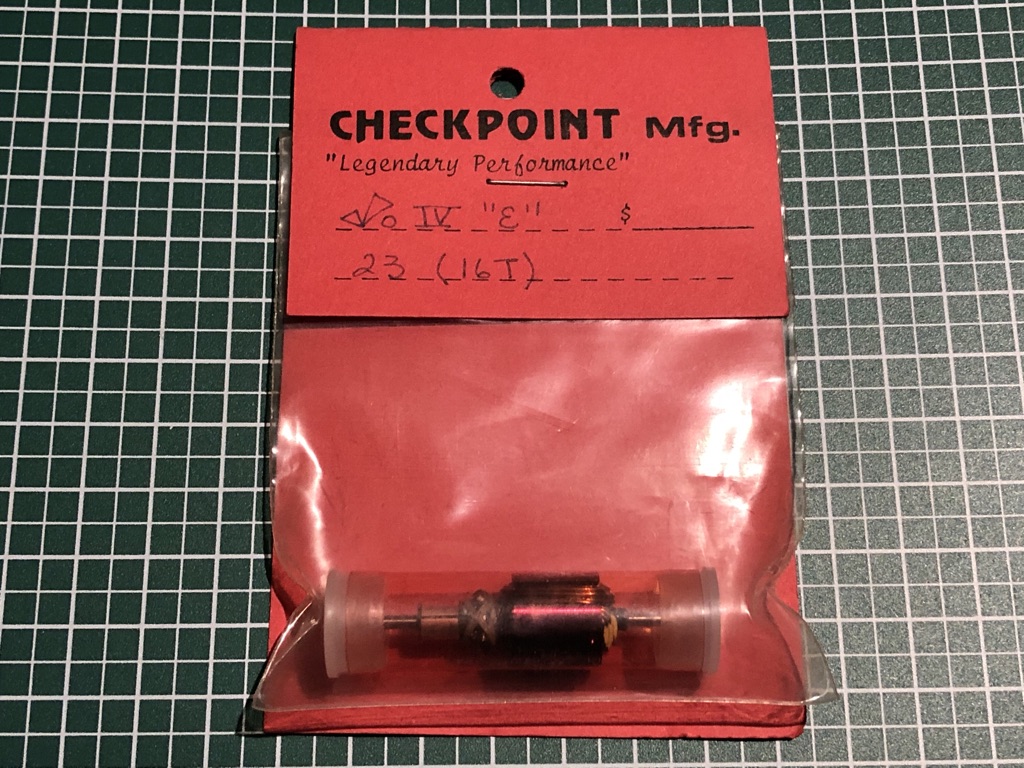 CHECKPOINT Mfg.
"Legendary Performance"
IV "E" $
23 (16T)